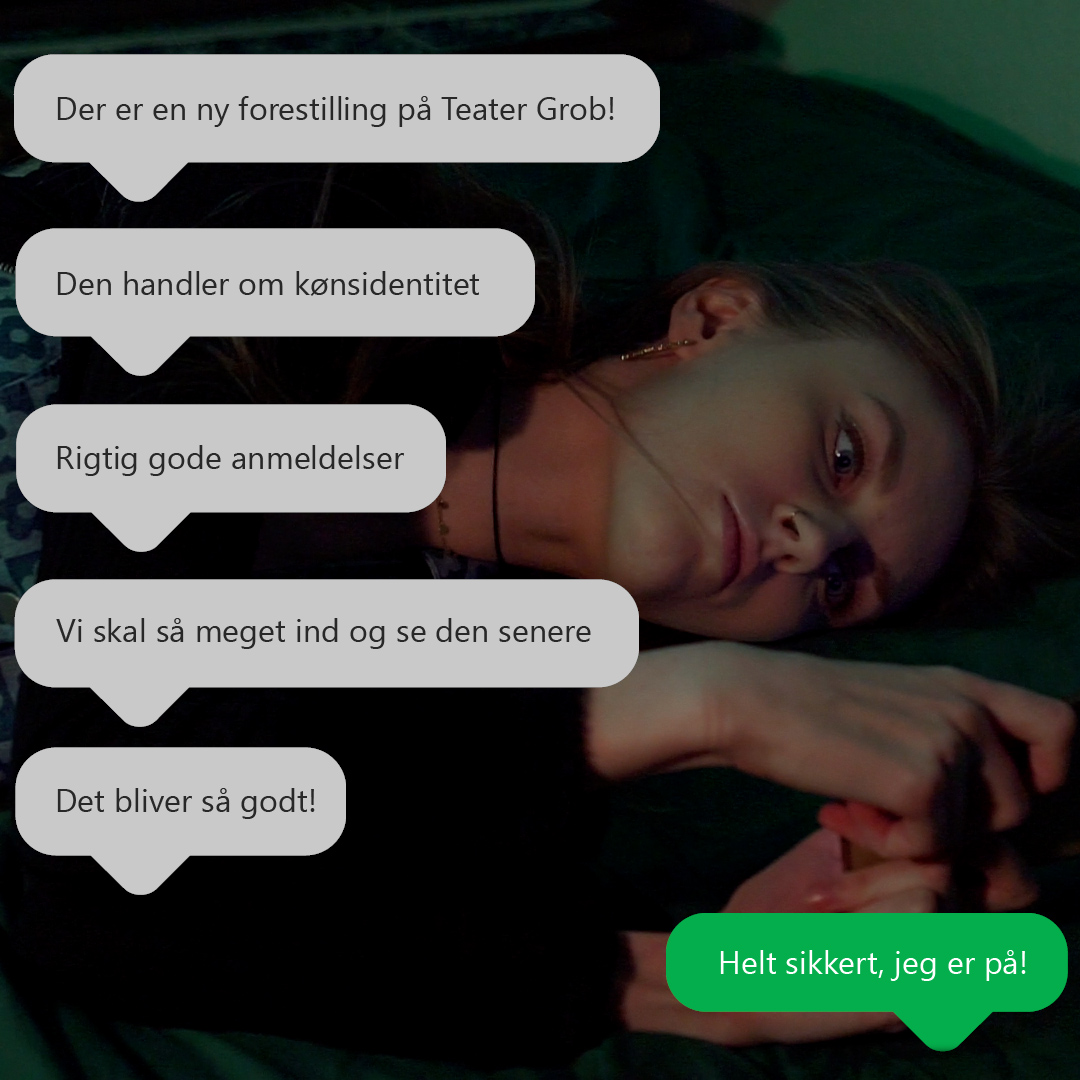 Der er en ny forestilling på Teater Grob!
Den handler om kønsidentitet
Rigtig gode anmeldelser
Vi skal så meget ind og se den senere
Det bliver så godt!
Helt sikkert, jeg er på!